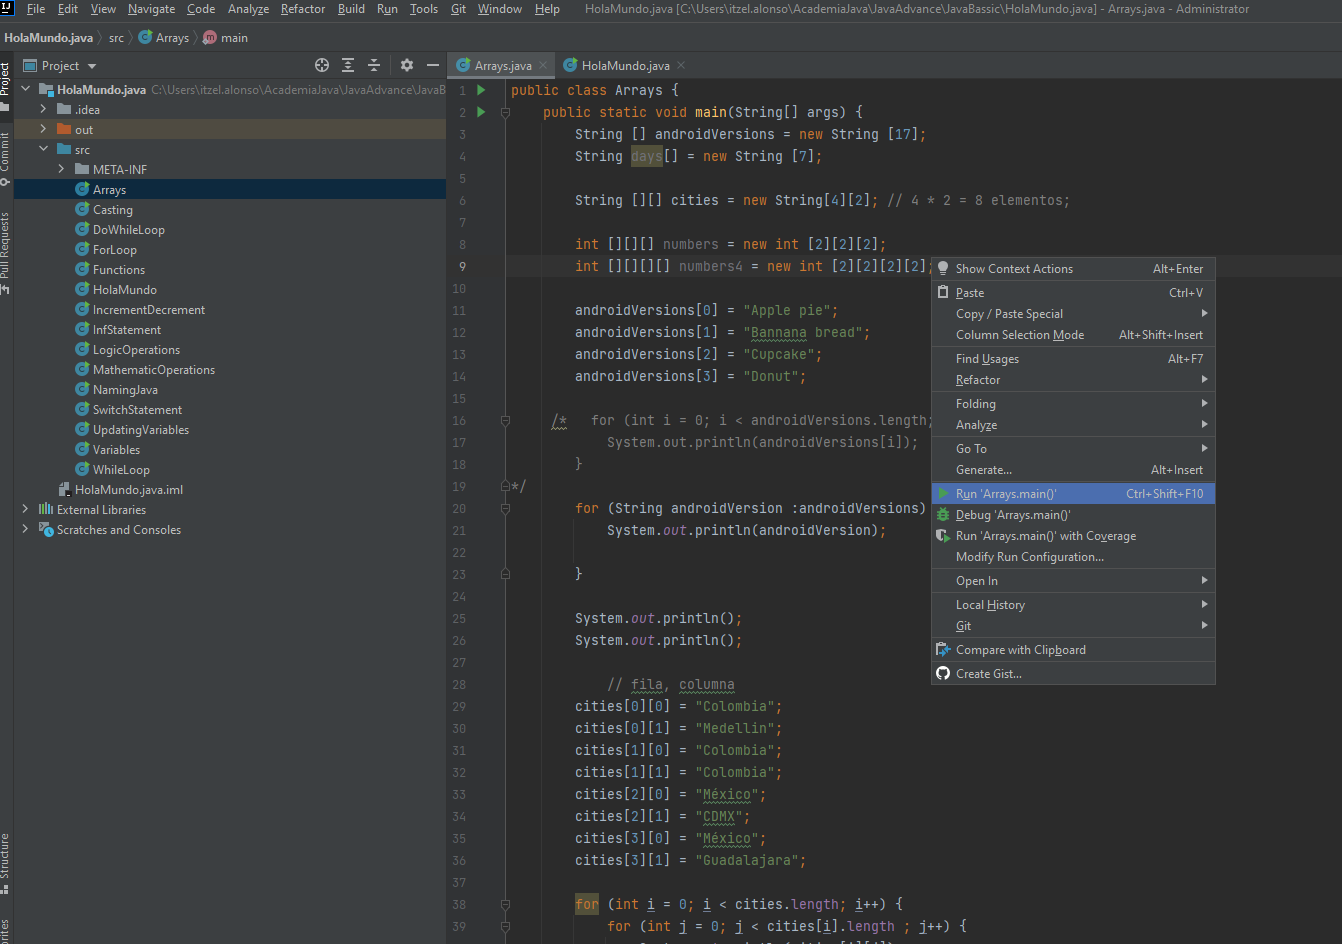 File Edit View Navigate Code Analyze Refactor Build Run Tools Git Window Help HolaMundo.java [C:\Users\itzel.alonso\AcademiaJava\JavaAdvance\JavaBassic\HolaMundo.java] - Arrays.java - Administrator
HolaMundo.java src Arrays main
Project
Commit
Pull Requests
Structure
Project
HolaMundo.java C:\Users\itzel.alonso\AcademiaJava\JavaAdvance\JavaB
.idea
out
src
META-INF
Arrays
Casting
DoWhileLoop
ForLoop
Functions
HolaMundo
IncrementDecrement
InfStatement
LogicOperations
MathematicOperations
NamingJava
SwitchStatement
UpdatingVariables
Variables
WhileLoop
HolaMundo.java.iml
External Libraries
Scratches and Consoles
Arrays.java HolaMundo.java
1 public class Arrays {
2 public static void main(String[] args) {
3 String [] androidVersions = new String [17];
4 String days[] = new String [7];
5
6 String [][] cities = new String[4][2]; // 4 * 2 = 8 elementos;
7
8 int [][][] numbers = new int [2][2][2];
9 int [][][][] numbers4 = new int [2][2][2][2];
10
11 androidVersions[0] = "Apple pie";
12 androidVersions[1] = "Bannana bread";
13 androidVersions[2] = "Cupcake";
14 androidVersions[3] = "Donut";
15
16 /* for (int i = 0; i < androidVersions.length;
17 System.out.println(androidVersions[i]);
18 }
19 */
20 for (String androidVersion :androidVersions)
21 System.out.println(androidVersion);
22
23 }
24
25 System.out.println();
26 System.out.println();
27
28 // fila, columna
29 cities[0][0] = "Colombia";
30 cities[0][1] = "Medellin";
31 cities[1][0] = "Colombia";
32 cities[1][1] = "Colombia";
33 cities[2][0] = "México";
34 cities[2][1] = "CDMX";
35 cities[3][0] = "México";
36 cities[3][1] = "Guadalajara";
37
38 for (int i = 0; i < cities.length; i++) {
39 for (int j = 0; j < cities[i].length ; j++) {
Show Context Actions Alt+Enter
Paste Ctrl+V
Copy / Paste Special
Column Selection Mode Alt+Shift+Insert
Find Usages Alt+F7
Refactor
Folding
Analyze
Go To
Generate... Alt+Insert
Run 'Arrays.main()' Ctrl+Shift+F10
Debug 'Arrays.main()'
Run 'Arrays.main()' with Coverage
Modify Run Configuration...
Open In
Local History
Git
Compare with Clipboard
Create Gist...